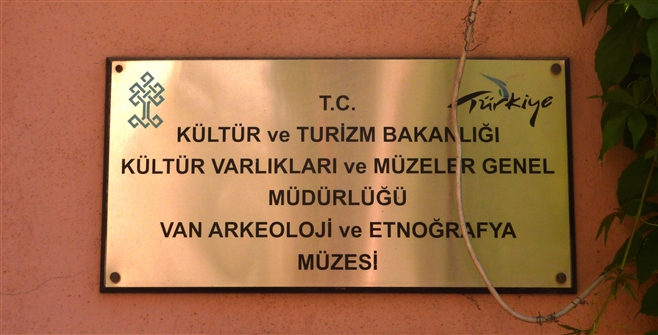 Türkiye
T.C.
KÜLTÜR ve TURİZM BAKANLIĞI
KÜLTÜR VARLIKLARI ve MÜZELER GENEL
MÜDÜRLÜĞÜ
VAN ARKEOLOJİ ve ETNOĞRAFYA
MÜZESİ